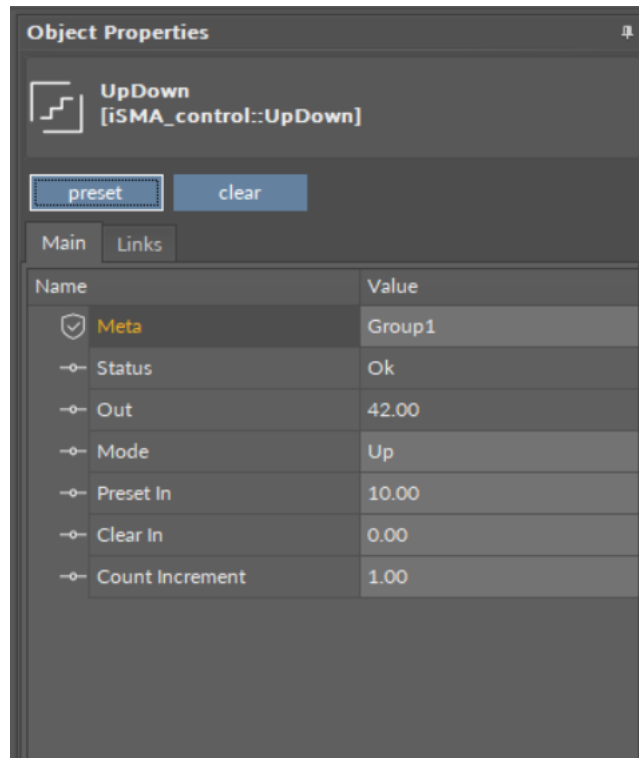 Object Properties
UpDown
[iSMA_control::UpDown]
preset clear
Main Links
Name Value
Meta Group1
Status Ok
Out 42.00
Mode Up
Preset In 10.00
Clear In 0.00
Count Increment 1.00